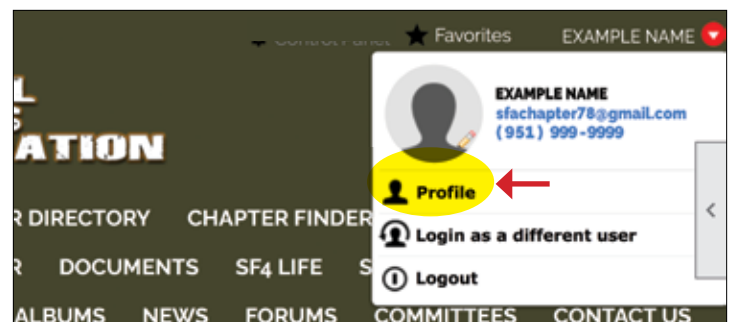 Control Panel Favorites EXAMPLE NAME
EXAMPLE NAME
sfachapter78@gmail.com
(951) 999-9999
ATION
Profile
R DIRECTORY CHAPTER FINDER
Login as a different user
R DOCUMENTS SF4 LIFE S
Logout
ALBUMS NEWS FORUMS COMMITTEES CONTACT US